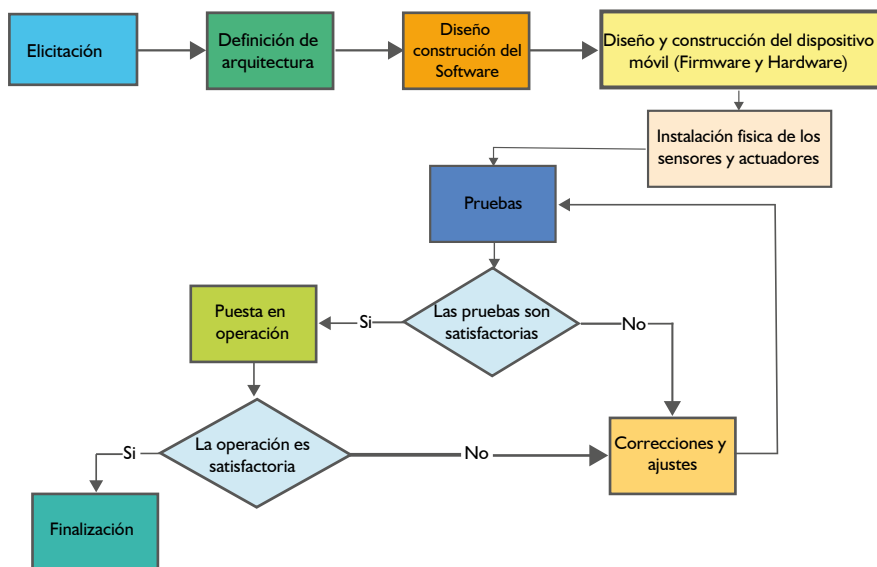 Elicitación
Definición de
arquitectura
Diseño
construción del
Software
Diseño y construcción del dispositivo
móvil (Firmware y Hardware)
Instalación fisica de los
sensores y actuadores
Pruebas
Las pruebas son
satisfactorias
Si
No
Puesta en
operación
La operación es
satisfactoria
Si
No
Correcciones y
ajustes
Finalización